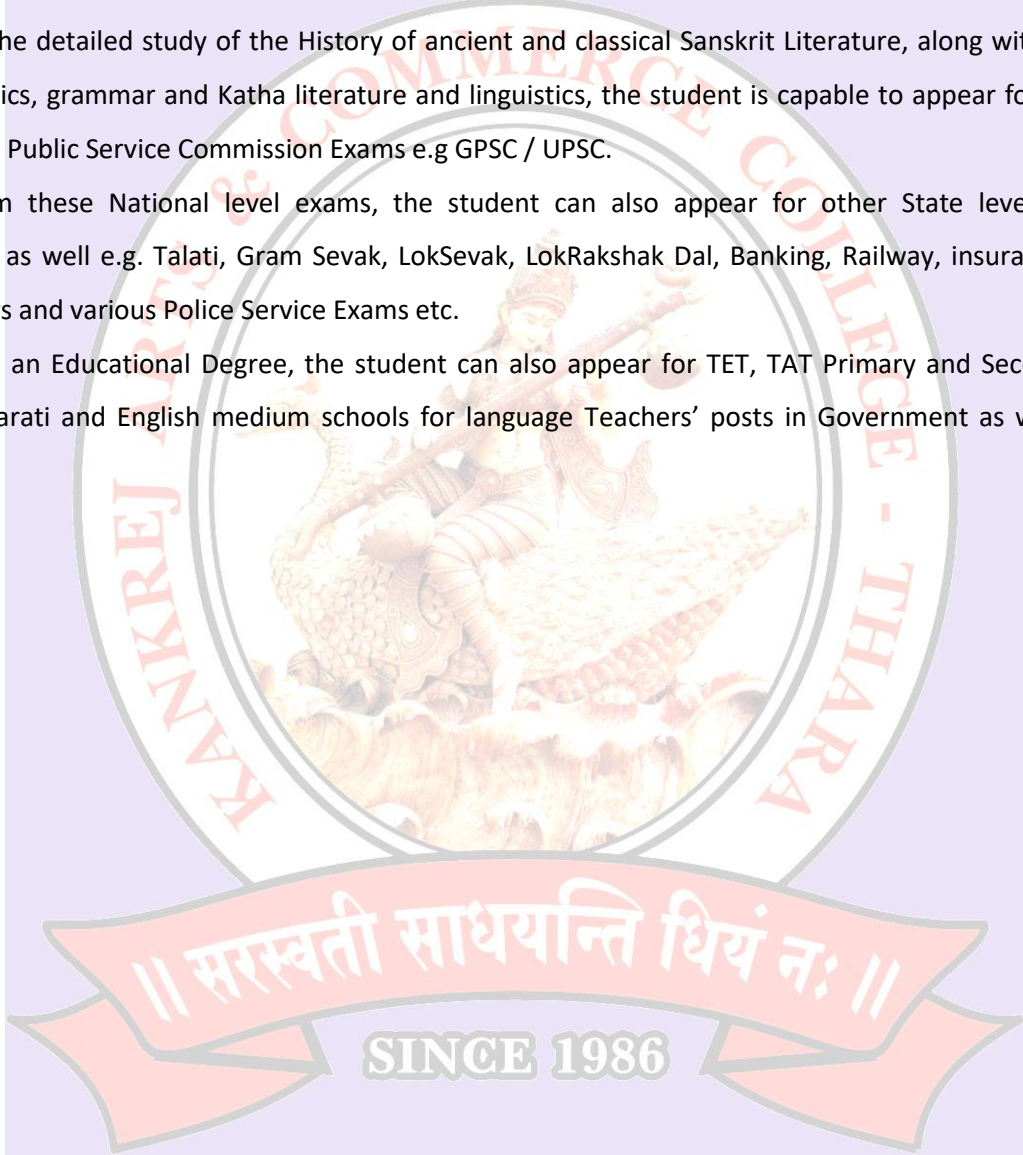 he detailed study of the History of ancient and classical Sanskrit Literature, along wit
ics, grammar and Katha literature and linguistics, the student is capable to appear fo
Public Service Commission Exams e.g GPSC / UPSC.
m these National level exams, the student can also appear for other State leve
as well e.g. Talati, Gram Sevak, LokSevak, LokRakshak Dal, Banking, Railway, insura
s and various Police Service Exams etc.
an Educational Degree, the student can also appear for TET, TAT Primary and Sec
arati and English medium schools for language Teachers’ posts in Government as w
KANKREJ ARTS & COMMERCE COLLEGE - THARA
॥ सरस्वती साधयन्ति धियं नः ॥
SINCE 1986